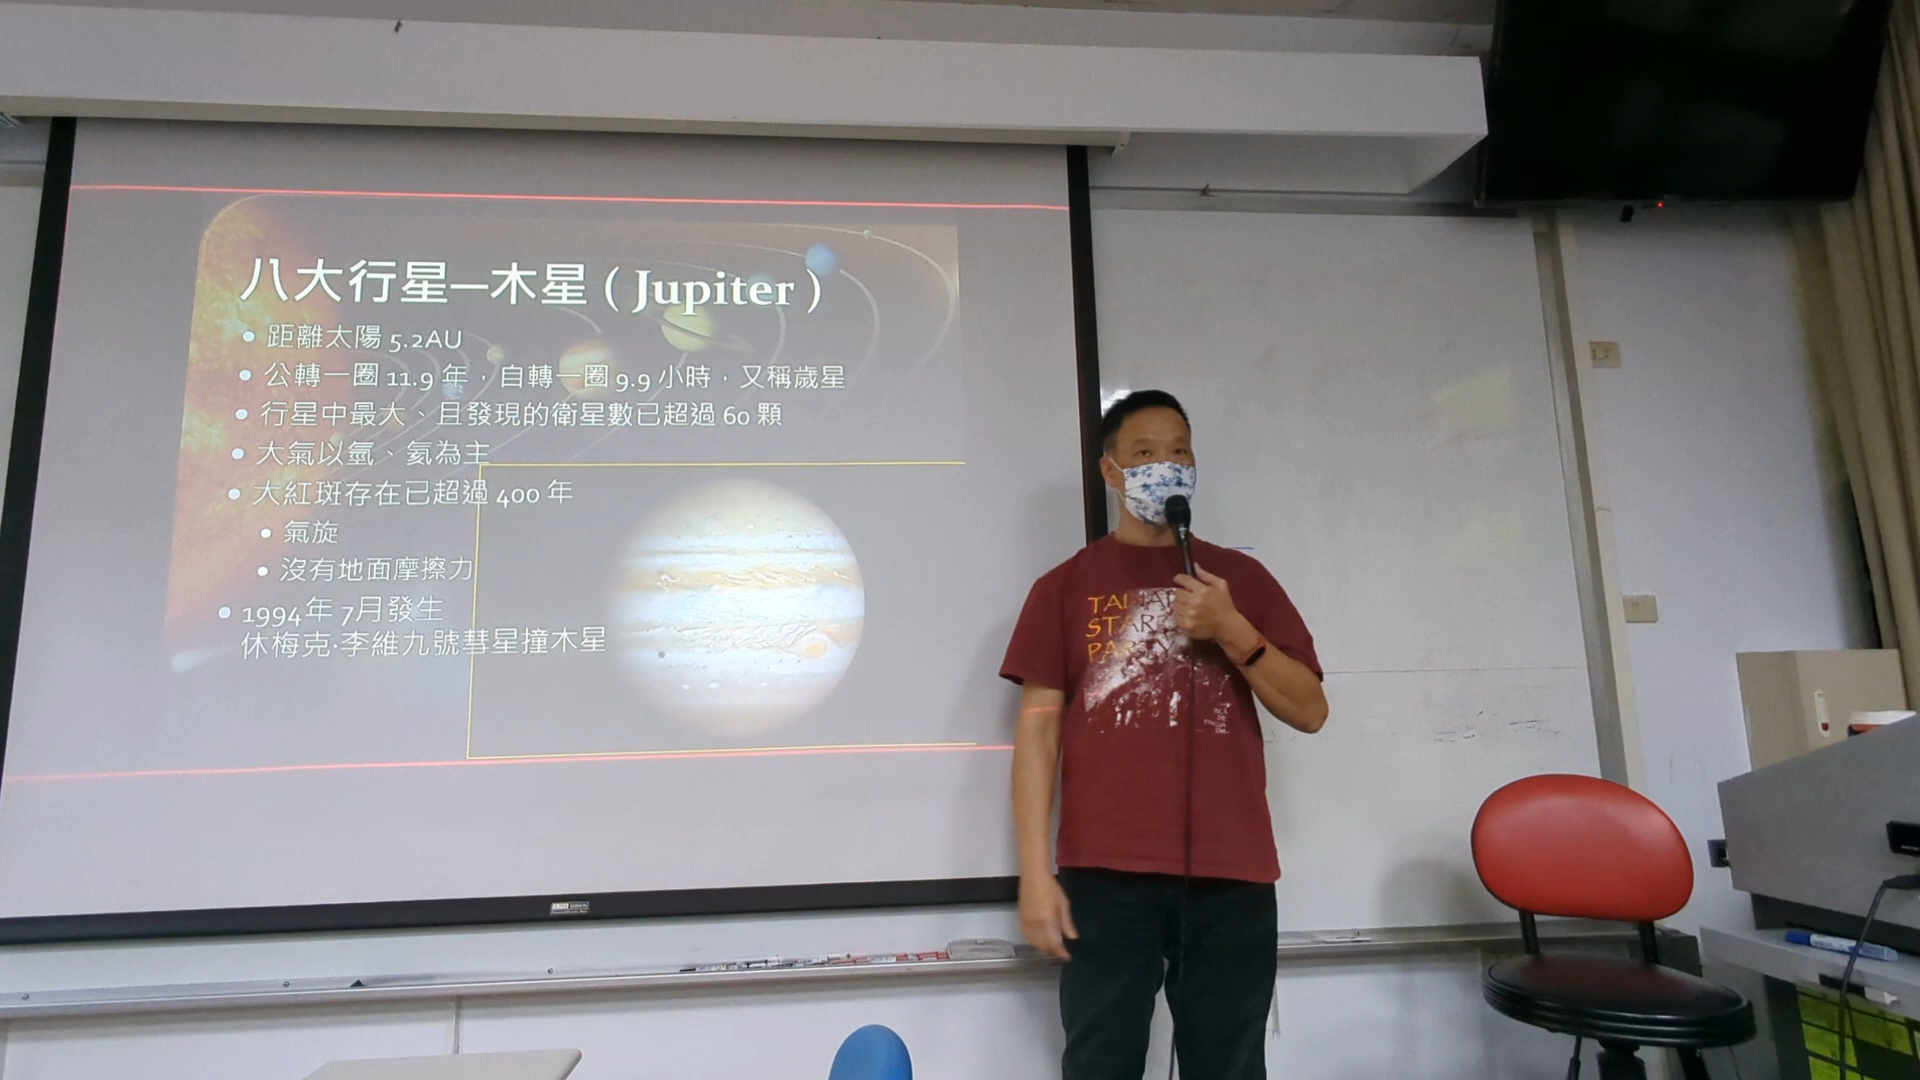 八大行星—木星（Jupiter）
• 距離太陽 5.2AU
• 公轉一圈 11.9 年，自轉一圈 9.9 小時，又稱歲星
• 行星中最大、且發現的衛星數已超過 60 顆
• 大氣以氫、氦為主
• 大紅斑存在已超過 400 年
• 氣旋
• 沒有地面摩擦力
• 1994年 7月發生
休梅克·李維九號彗星撞木星
STAR